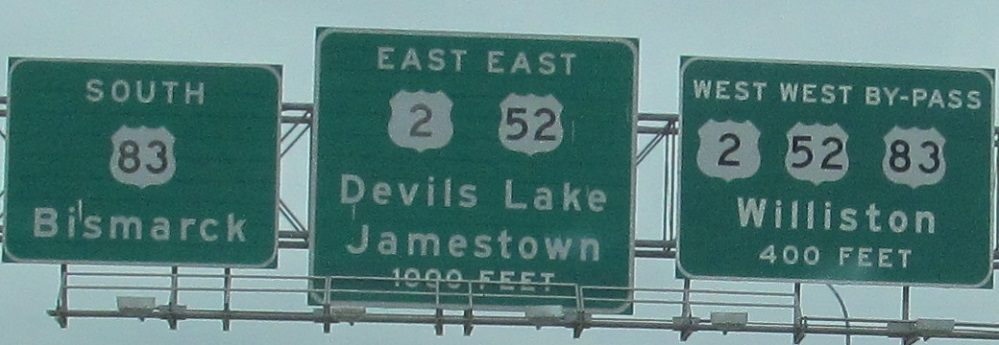 SOUTH
83
Bismarck
EAST EAST
2 52
Devils Lake
Jamestown
1000 FEET
WEST WEST BY-PASS
2 52 83
Williston
400 FEET